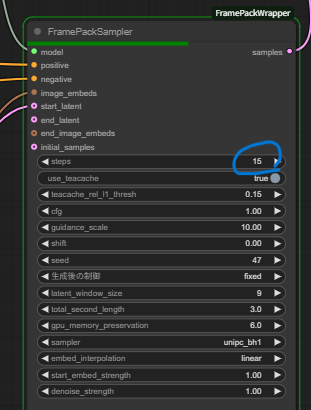 FramePackWrapper
FramePackSampler
model samples
positive
negative
image_embeds
start_latent
end_latent
end_image_embeds
initial_samples
steps 15
use_teacache true
teacache_rel_l1_thresh 0.15
cfg 1.00
guidance_scale 10.00
shift 0.00
seed 47
生成後の制御 fixed
latent_window_size 9
total_second_length 3.0
gpu_memory_preservation 6.0
sampler unipc_bh1
embed_interpolation linear
start_embed_strength 1.00
denoise_strength 1.00